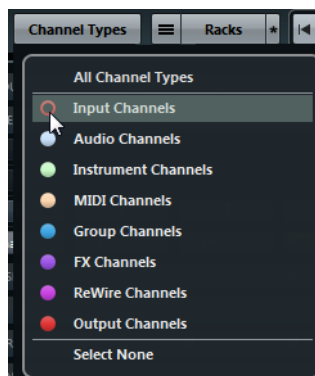 Channel Types Racks *
All Channel Types
Input Channels
Audio Channels
Instrument Channels
MIDI Channels
Group Channels
FX Channels
ReWire Channels
Output Channels
Select None